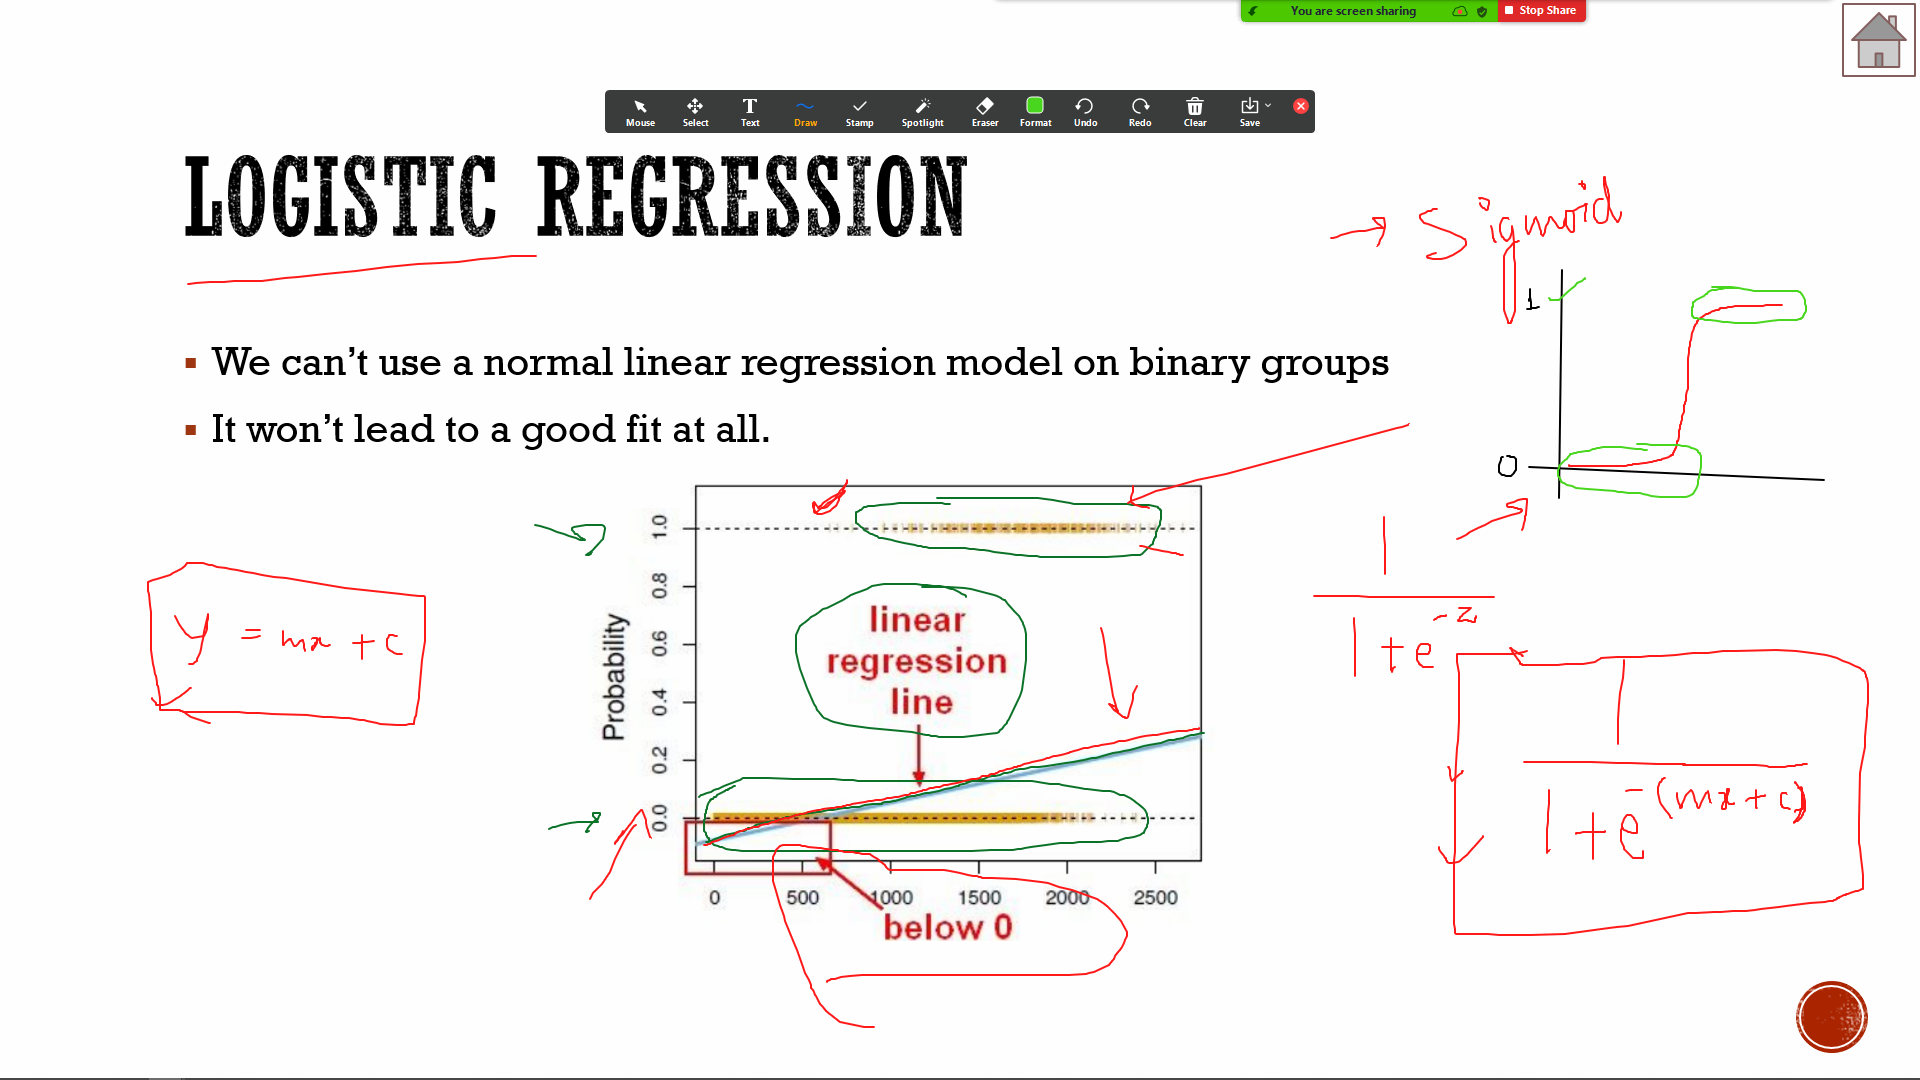 You are screen sharing
Stop Share
Mouse Select Text Draw Stamp Spotlight Eraser Format Undo Redo Clear Save
LOGISTIC REGRESSION
→ Sigmoid
1
0
▪ We can't use a normal linear regression model on binary groups
▪ It won't lead to a good fit at all.
y = mx + c
Probability
1.0
0.8
0.6
0.4
0.2
0.0
linear
regression
line
0 500 1000 1500 2000 2500
below 0
1
1 + e^-z
1
1 + e^-(mx + c)